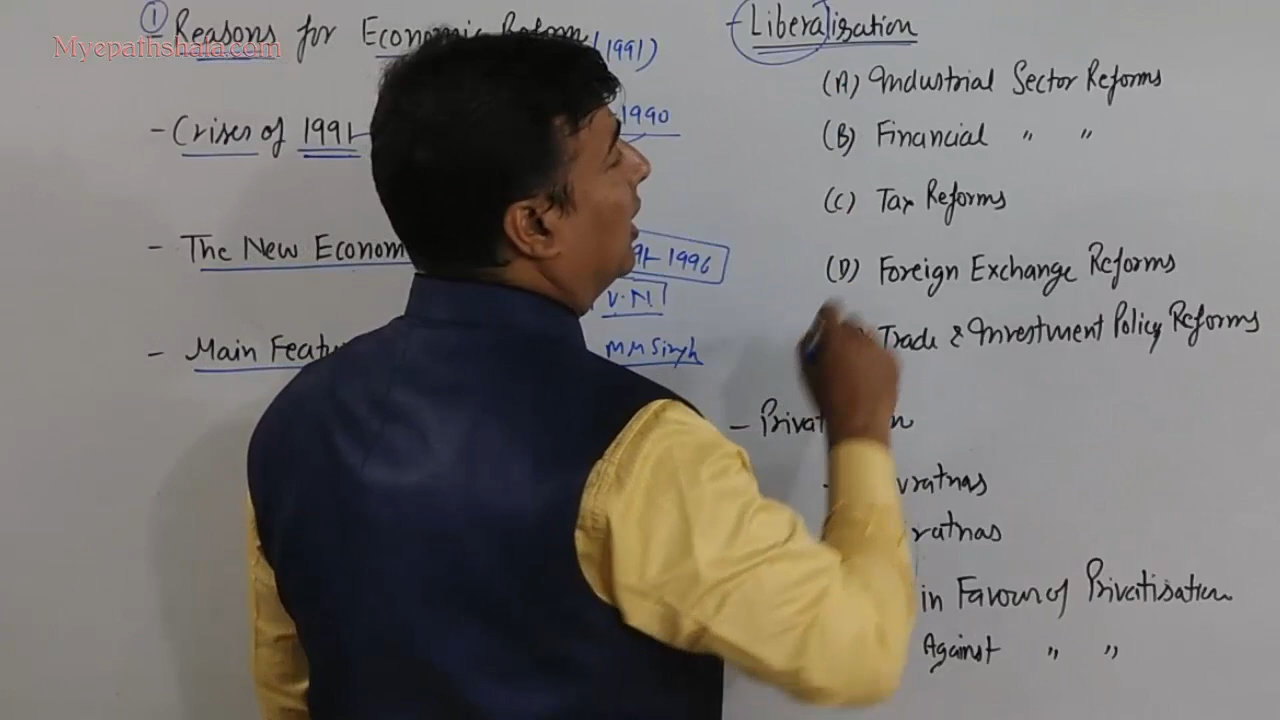 ① Reasons for Economic Reform (1991)
Myepathshala.com
- Crises of 1991 1990
- The New Econom 91-1996
V.N.
- Main Featu MM Singh
- Liberalisation
(A) Industrial Sector Reforms
(B) Financial " "
(C) Tax Reforms
(D) Foreign Exchange Reforms
Trade & Investment Policy Reforms
- Privat n
vratnas
iratnas
in Favour of Privatisation
Against " "